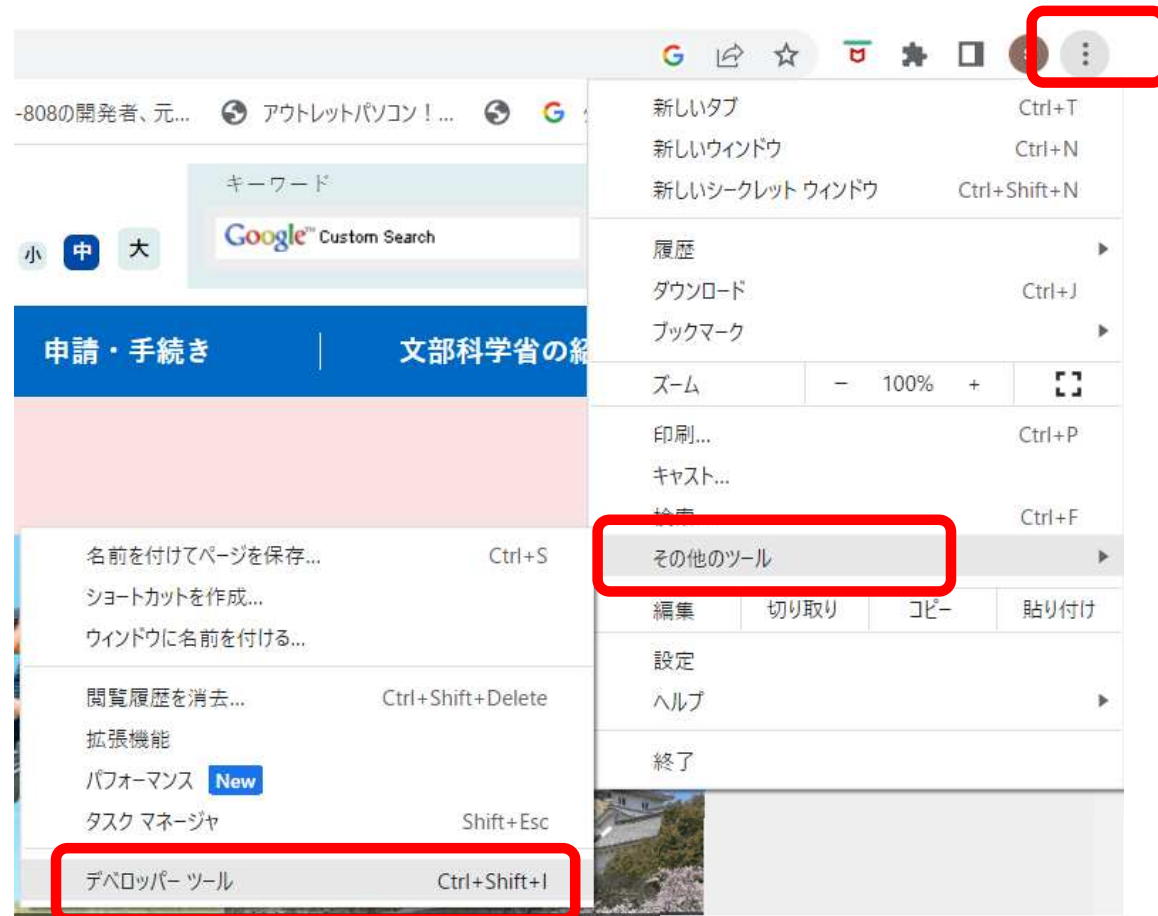 -808の開発者、元...
アウトレットパソコン！...
キーワード
Google™ Custom Search
小 中 大
申請・手続き
文部科学省の紹
新しいタブ Ctrl+T
新しいウィンドウ Ctrl+N
新しいシークレット ウィンドウ Ctrl+Shift+N
履歴
ダウンロード Ctrl+J
ブックマーク
ズーム − 100% +
印刷... Ctrl+P
キャスト...
Ctrl+F
その他のツール
編集 切り取り コピー 貼り付け
設定
ヘルプ
終了
名前を付けてページを保存... Ctrl+S
ショートカットを作成...
ウィンドウに名前を付ける...
閲覧履歴を消去... Ctrl+Shift+Delete
拡張機能
パフォーマンス New
タスク マネージャ Shift+Esc
デベロッパー ツール Ctrl+Shift+I